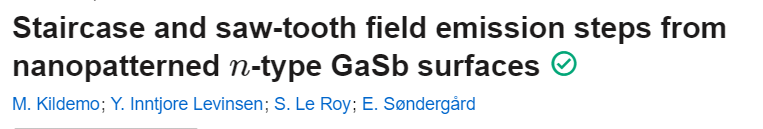 Staircase and saw-tooth field emission steps from
nanopatterned n-type GaSb surfaces
M. Kildemo; Y. Inntjore Levinsen; S. Le Roy; E. Søndergård